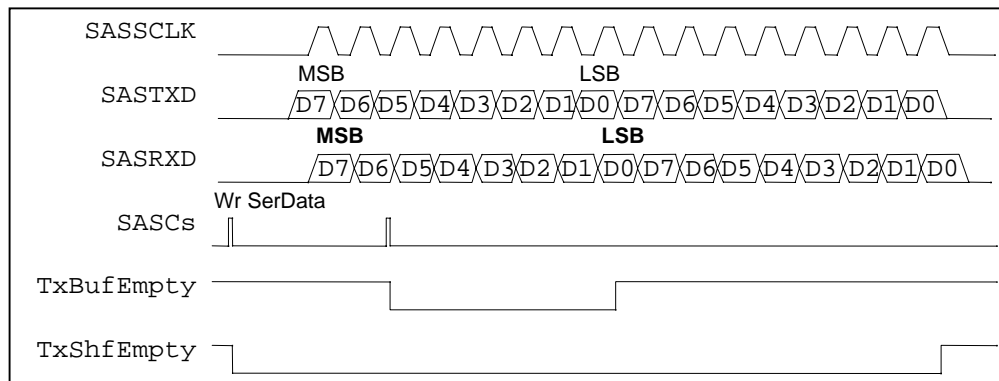 SASSCLK
MSB LSB
SASTXD D7 D6 D5 D4 D3 D2 D1 D0 D7 D6 D5 D4 D3 D2 D1 D0
MSB LSB
SASRXD D7 D6 D5 D4 D3 D2 D1 D0 D7 D6 D5 D4 D3 D2 D1 D0
Wr SerData
SASCs
TxBufEmpty
TxShfEmpty